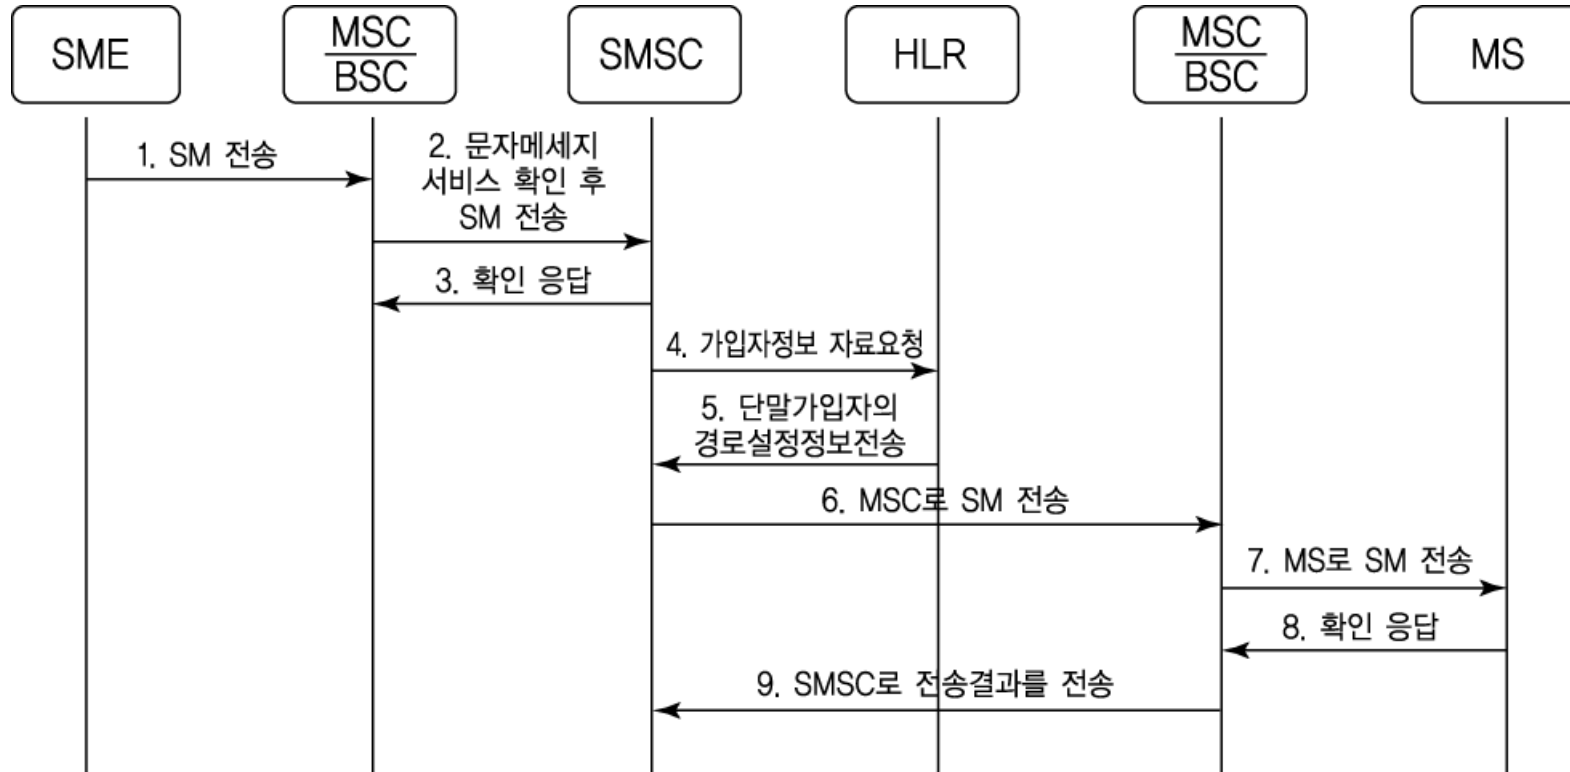 SME
MSC
BSC
SMSC
HLR
MSC
BSC
MS
1. SM 전송
2. 문자메세지
서비스 확인 후
SM 전송
3. 확인 응답
4. 가입자정보 자료요청
5. 단말가입자의
경로설정정보전송
6. MSC로 SM 전송
7. MS로 SM 전송
8. 확인 응답
9. SMSC로 전송결과를 전송